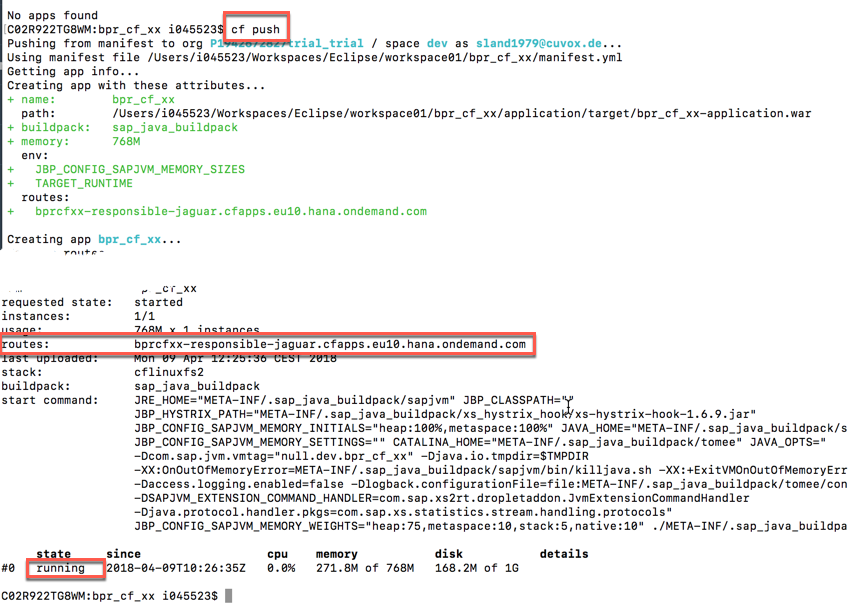 No apps found
[C02R922TG8WM:bpr_cf_xx i045523$ cf push
Pushing from manifest to org trial_trial / space dev as sland1979@cuvox.de...
Using manifest file /Users/i045523/Workspaces/Eclipse/workspace01/bpr_cf_xx/manifest.yml
Getting app info...
Creating app with these attributes...
+ name: bpr_cf_xx
path: /Users/i045523/Workspaces/Eclipse/workspace01/bpr_cf_xx/application/target/bpr_cf_xx-application.war
+ buildpack: sap_java_buildpack
+ memory: 768M
env:
+ JBP_CONFIG_SAPJVM_MEMORY_SIZES
+ TARGET_RUNTIME
routes:
+ bprcfxx-responsible-jaguar.cfapps.eu10.hana.ondemand.com
Creating app bpr_cf_xx...
requested state: started
instances: 1/1
usage: 768M x 1 instances
routes: bprcfxx-responsible-jaguar.cfapps.eu10.hana.ondemand.com
last uploaded: Mon 09 Apr 12:25:36 CEST 2018
stack: cflinuxfs2
buildpack: sap_java_buildpack
start command: JRE_HOME="META-INF/.sap_java_buildpack/sapjvm" JBP_CLASSPATH=""
JBP_HYSTRIX_PATH="META-INF/.sap_java_buildpack/xs_hystrix_hook/xs-hystrix-hook-1.6.9.jar"
JBP_CONFIG_SAPJVM_MEMORY_INITIALS="heap:100%,metaspace:100%" JAVA_HOME="META-INF/.sap_java_buildpack/s
JBP_CONFIG_SAPJVM_MEMORY_SETTINGS="" CATALINA_HOME="META-INF/.sap_java_buildpack/tomee" JAVA_OPTS="
-Dcom.sap.jvm.vmtag="null.dev.bpr_cf_xx" -Djava.io.tmpdir=$TMPDIR
-XX:OnOutOfMemoryError=META-INF/.sap_java_buildpack/sapjvm/bin/killjava.sh -XX:+ExitVMOnOutOfMemoryErr
-Daccess.logging.enabled=false -Dlogback.configurationFile=file:META-INF/.sap_java_buildpack/tomee/con
-DSAPJVM_EXTENSION_COMMAND_HANDLER=com.sap.xs2rt.dropletaddon.JvmExtensionCommandHandler
-Djava.protocol.handler.pkgs=com.sap.xs.statistics.stream.handling.protocols"
JBP_CONFIG_SAPJVM_MEMORY_WEIGHTS="heap:75,metaspace:10,stack:5,native:10" ./META-INF/.sap_java_buildpa
state since cpu memory disk details
#0 running 2018-04-09T10:26:35Z 0.0% 271.8M of 768M 168.2M of 1G
C02R922TG8WM:bpr_cf_xx i045523$